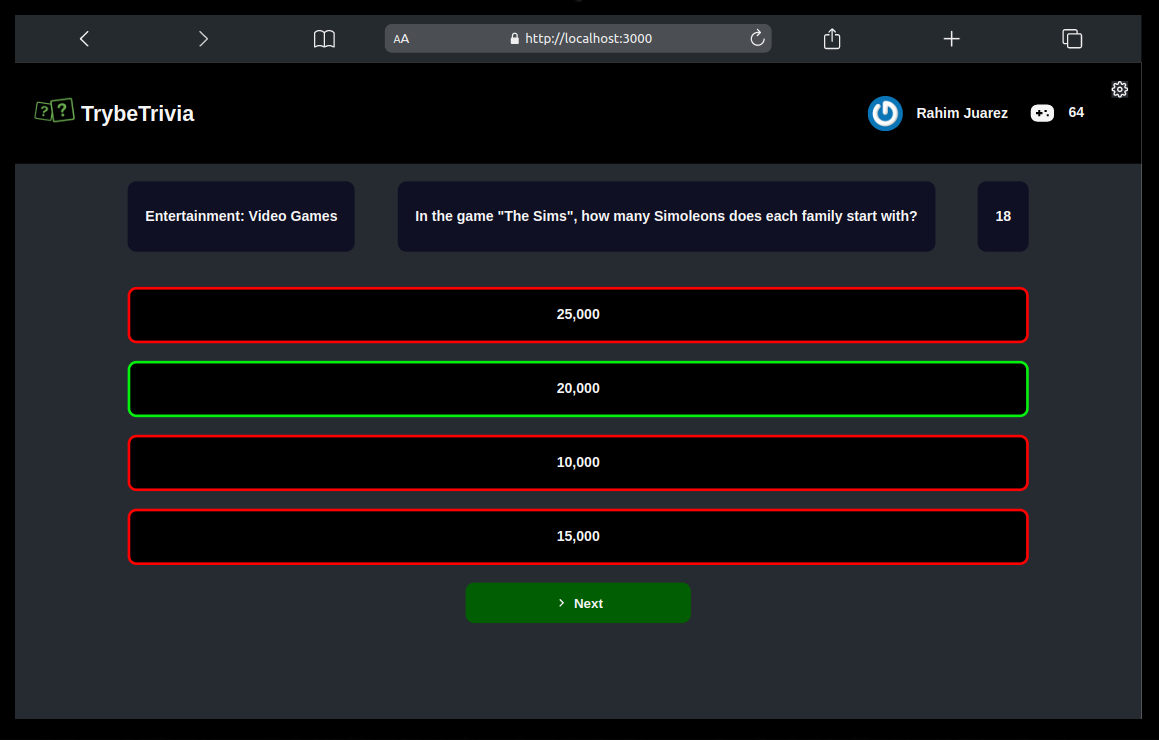 AA http://localhost:3000
?? TrybeTrivia Rahim Juarez 64
Entertainment: Video Games In the game "The Sims", how many Simoleons does each family start with? 18
25,000
20,000
10,000
15,000
Next